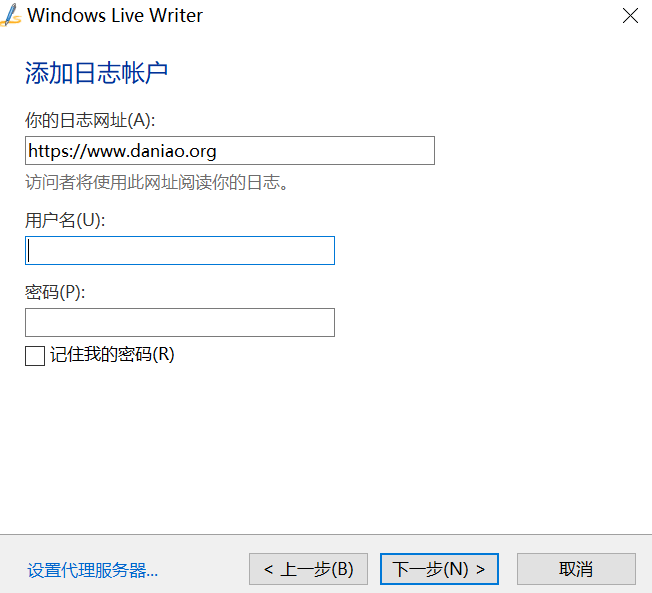 Windows Live Writer
添加日志帐户
你的日志网址(A):
https://www.daniao.org
访问者将使用此网址阅读你的日志。
用户名(U):
密码(P):
记住我的密码(R)
设置代理服务器... < 上一步(B) 下一步(N) > 取消